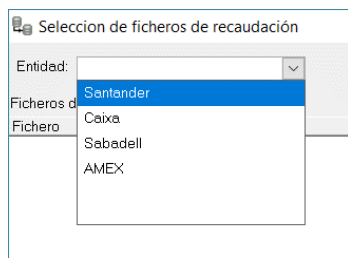 Seleccion de ficheros de recaudación
Entidad:
Santander
Ficheros d
Caixa
Fichero
Sabadell
AMEX